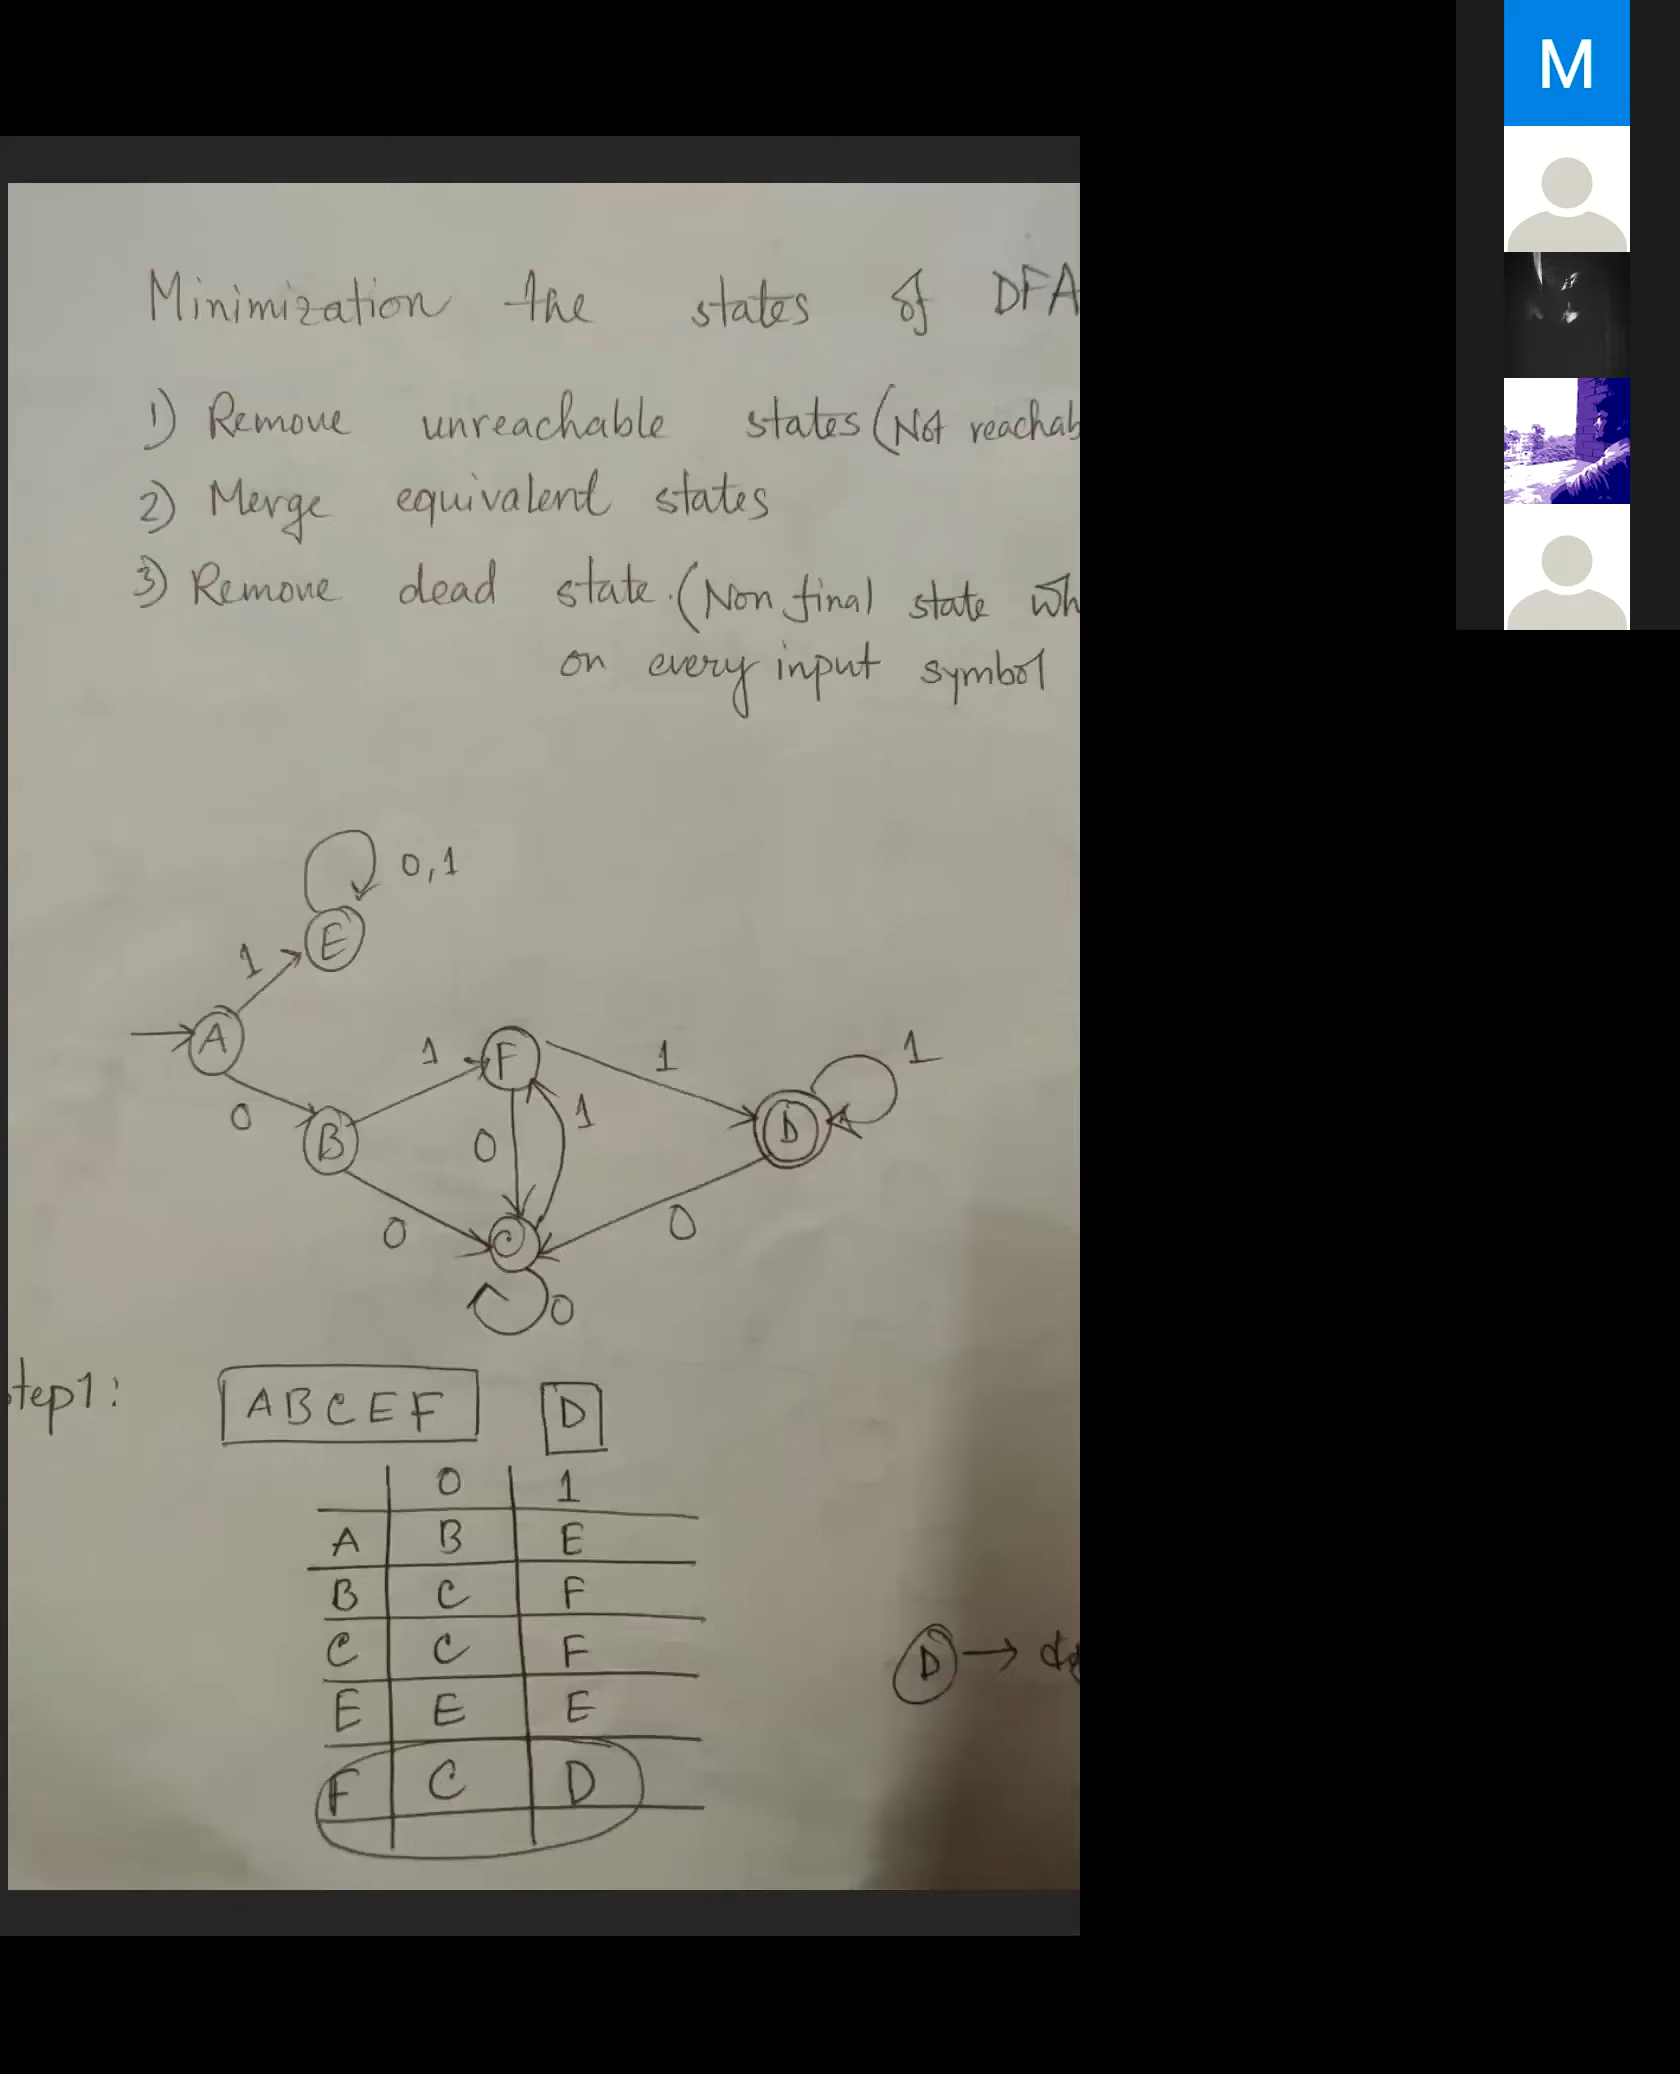 M
Minimization the states of DFA
1) Remove unreachable states (Not reachab
2) Merge equivalent states
3) Remove dead state. (Non final state wh
on every input symbol
0,1
E
1
A
1
F
1
1
0
B
0
1
D
0
C
0
0
step1:
ABCEF D
0 1
A B E
B C F
C C F
E E E
D →
F C D